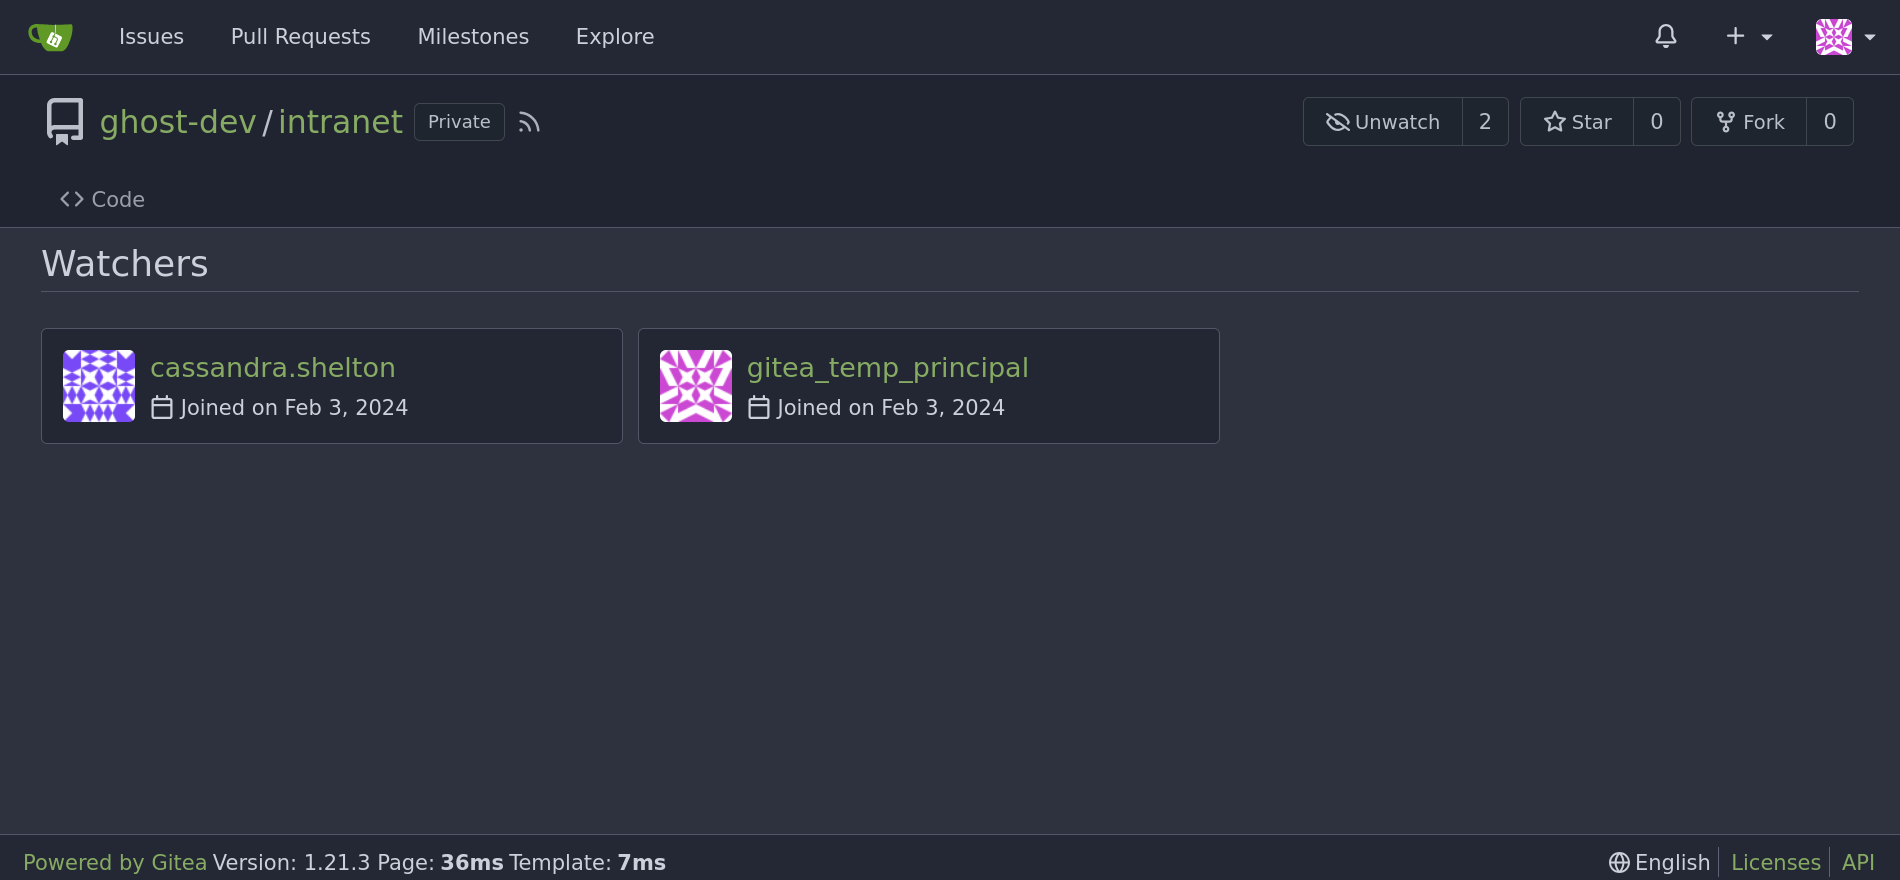 Issues Pull Requests Milestones Explore
ghost-dev/intranet Private Unwatch 2 Star 0 Fork 0
Code
Watchers
cassandra.shelton
Joined on Feb 3, 2024
gitea_temp_principal
Joined on Feb 3, 2024
Powered by Gitea Version: 1.21.3 Page: 36ms Template: 7ms English Licenses API